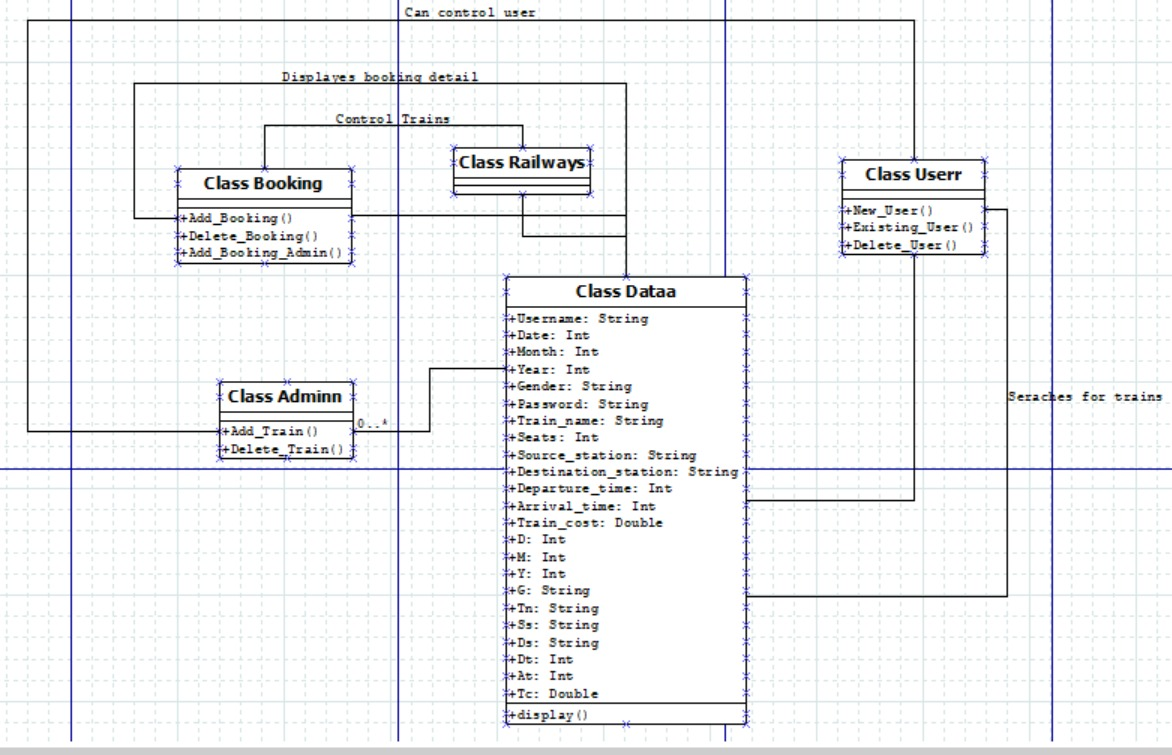 Can control user
Displayes booking detail
Control Trains
Class Railways
Class Booking
+Add_Booking()
+Delete_Booking()
+Add_Booking_Admin()
Class Userr
+New_User()
+Existing_User()
+Delete_User()
Class Dataa
+Username: String
+Date: Int
+Month: Int
+Year: Int
+Gender: String
+Password: String
+Train_name: String
+Seats: Int
+Source_station: String
+Destination_station: String
+Departure_time: Int
+Arrival_time: Int
+Train_cost: Double
+D: Int
+M: Int
+Y: Int
+G: String
+Tn: String
+Ss: String
+Ds: String
+Dt: Int
+At: Int
+Tc: Double
+display()
Class Adminn
+Add_Train()
+Delete_Train()
0..*
Seraches for trains